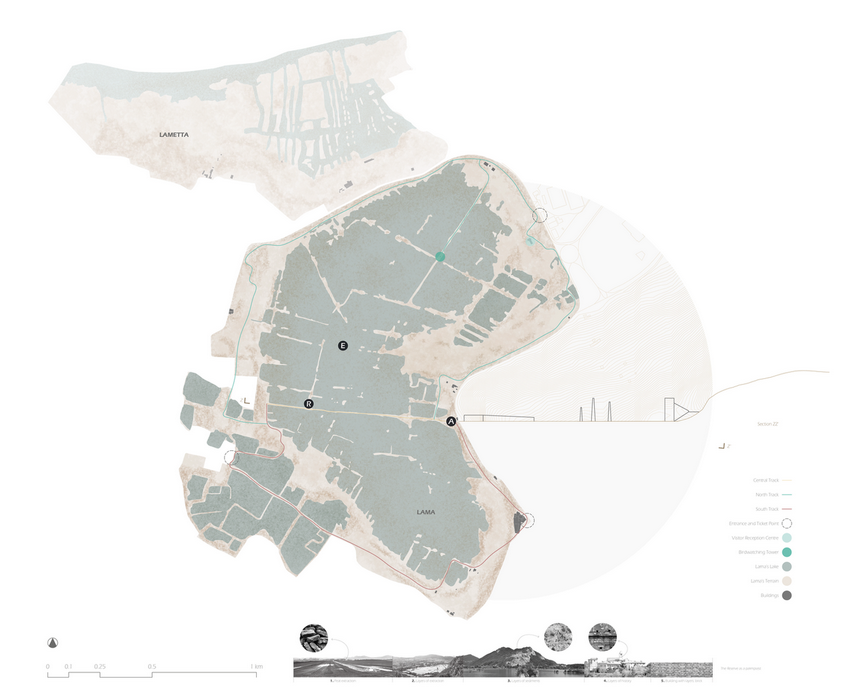 LAMETTA
E
R
A
Section ZZ'
Z'
LAMA
Central Track
North Track
South Track
Entrance and Ticket Point
Visitor Reception Centre
Birdwatching Tower
Lama's Lake
Lama's Terrain
Buildings
0 0.1 0.25 0.5 1 km